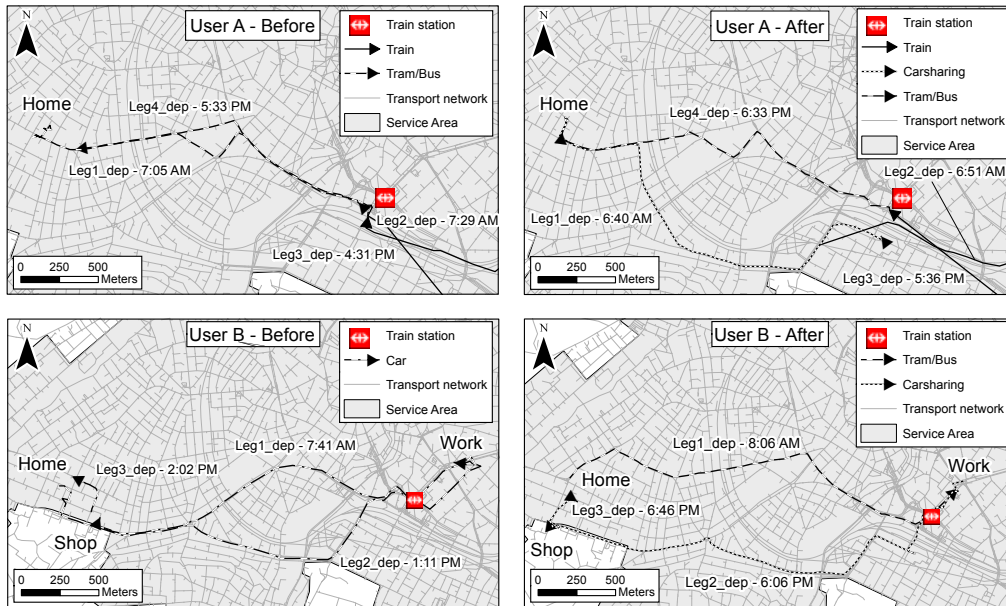 User A - Before
N
Train station
Train
Tram/Bus
Transport network
Service Area
Home
Leg4_dep - 5:33 PM
Leg1_dep - 7:05 AM
Leg2_dep - 7:29 AM
Leg3_dep - 4:31 PM
0 250 500
Meters
User A - After
N
Train station
Train
Carsharing
Tram/Bus
Transport network
Service Area
Home
Leg4_dep - 6:33 PM
Leg2_dep - 6:51 AM
Leg1_dep - 6:40 AM
Leg3_dep - 5:36 PM
0 250 500
Meters
User B - Before
N
Train station
Car
Transport network
Service Area
Leg1_dep - 7:41 AM
Work
Home
Leg3_dep - 2:02 PM
Shop
Leg2_dep - 1:11 PM
0 250 500
Meters
User B - After
N
Train station
Tram/Bus
Carsharing
Transport network
Service Area
Leg1_dep - 8:06 AM
Work
Home
Leg3_dep - 6:46 PM
Shop
Leg2_dep - 6:06 PM
0 250 500
Meters